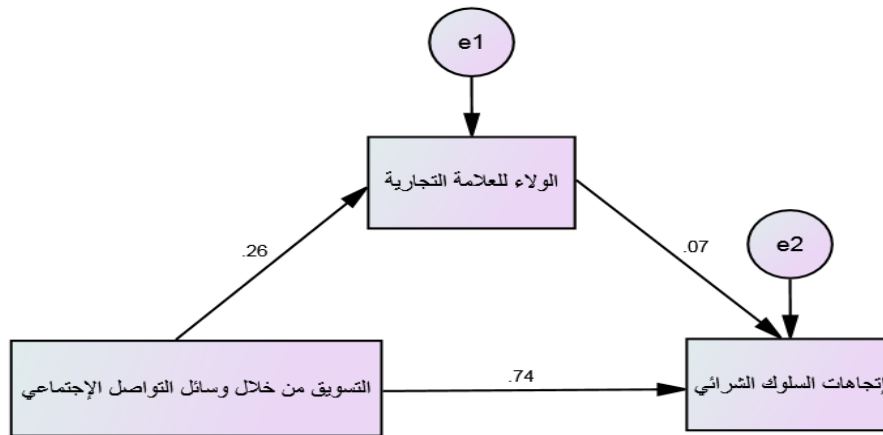 e1
الولاء للعلامة التجارية
.26
.07
e2
التسويق من خلال وسائل التواصل الإجتماعي
.74
إتجاهات السلوك الشرائي